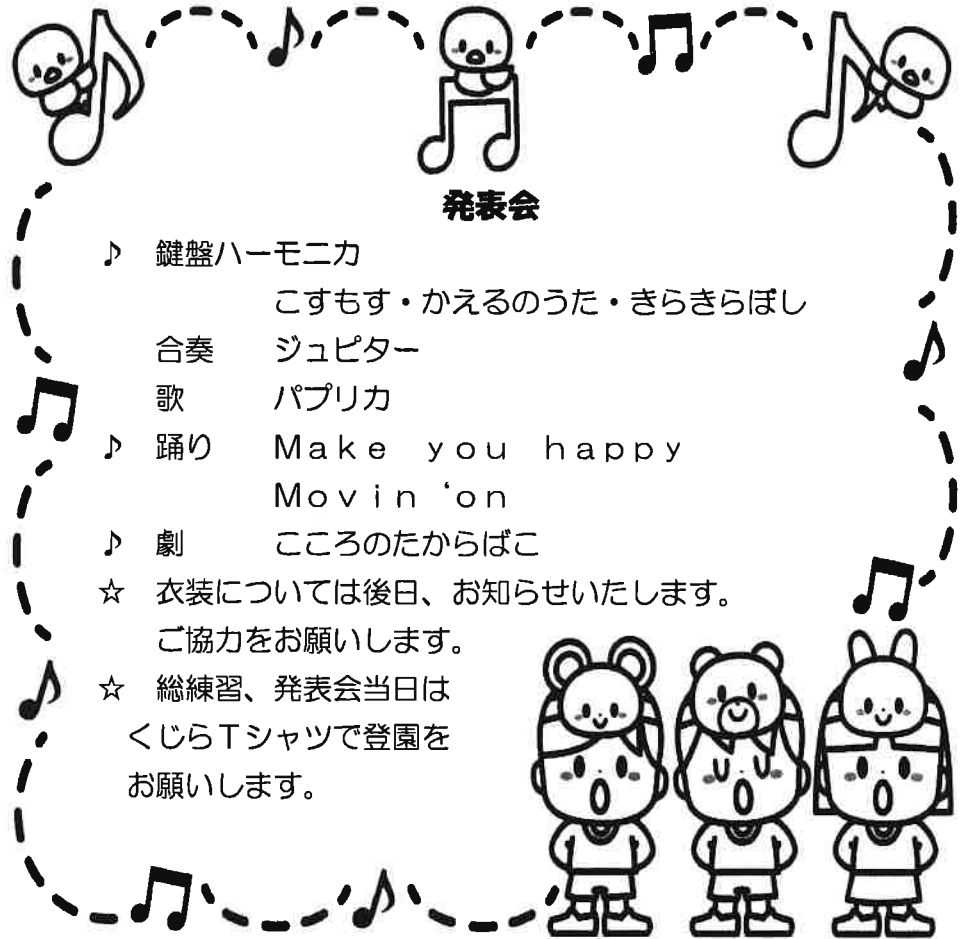 発表会
♪　鍵盤ハーモニカ
こすもす・かえるのうた・きらきらぼし
合奏　ジュピター
歌　パプリカ
♪　踊り　Ｍａｋｅ　ｙｏｕ　ｈａｐｐｙ
Ｍｏｖｉｎ‘ｏｎ
♪　劇　こころのたからばこ
☆　衣装については後日、お知らせいたします。
ご協力をお願いします。
☆　総練習、発表会当日は
くじらＴシャツで登園を
お願いします。